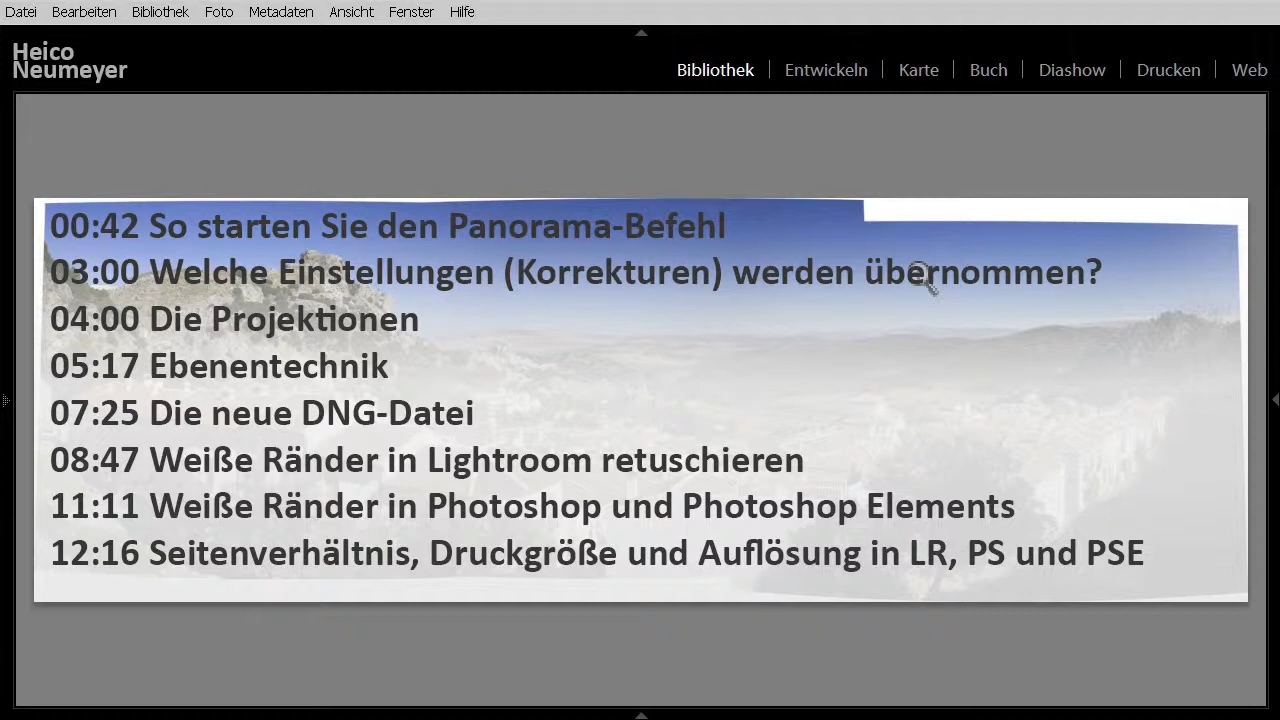 Datei Bearbeiten Bibliothek Foto Metadaten Ansicht Fenster Hilfe
Heico
Neumeyer
Bibliothek Entwickeln Karte Buch Diashow Drucken Web
00:42 So starten Sie den Panorama-Befehl
03:00 Welche Einstellungen (Korrekturen) werden übernommen?
04:00 Die Projektionen
05:17 Ebenentechnik
07:25 Die neue DNG-Datei
08:47 Weiße Ränder in Lightroom retuschieren
11:11 Weiße Ränder in Photoshop und Photoshop Elements
12:16 Seitenverhältnis, Druckgröße und Auflösung in LR, PS und PSE